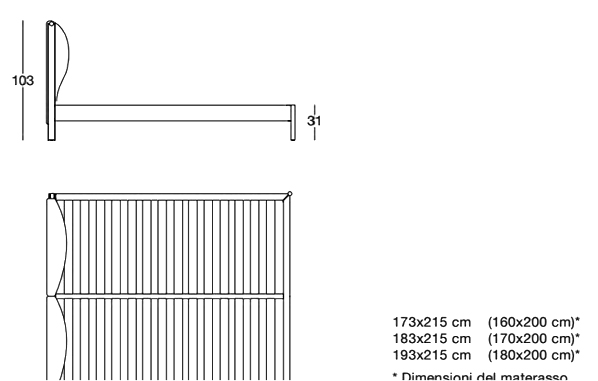 103
31
173x215 cm (160x200 cm)*
183x215 cm (170x200 cm)*
193x215 cm (180x200 cm)*
* Dimensioni del materasso